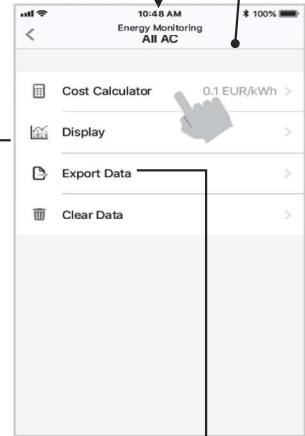 10:48 AM
100%
Energy Monitoring
All AC
Cost Calculator 0.1 EUR/kWh
Display
Export Data
Clear Data